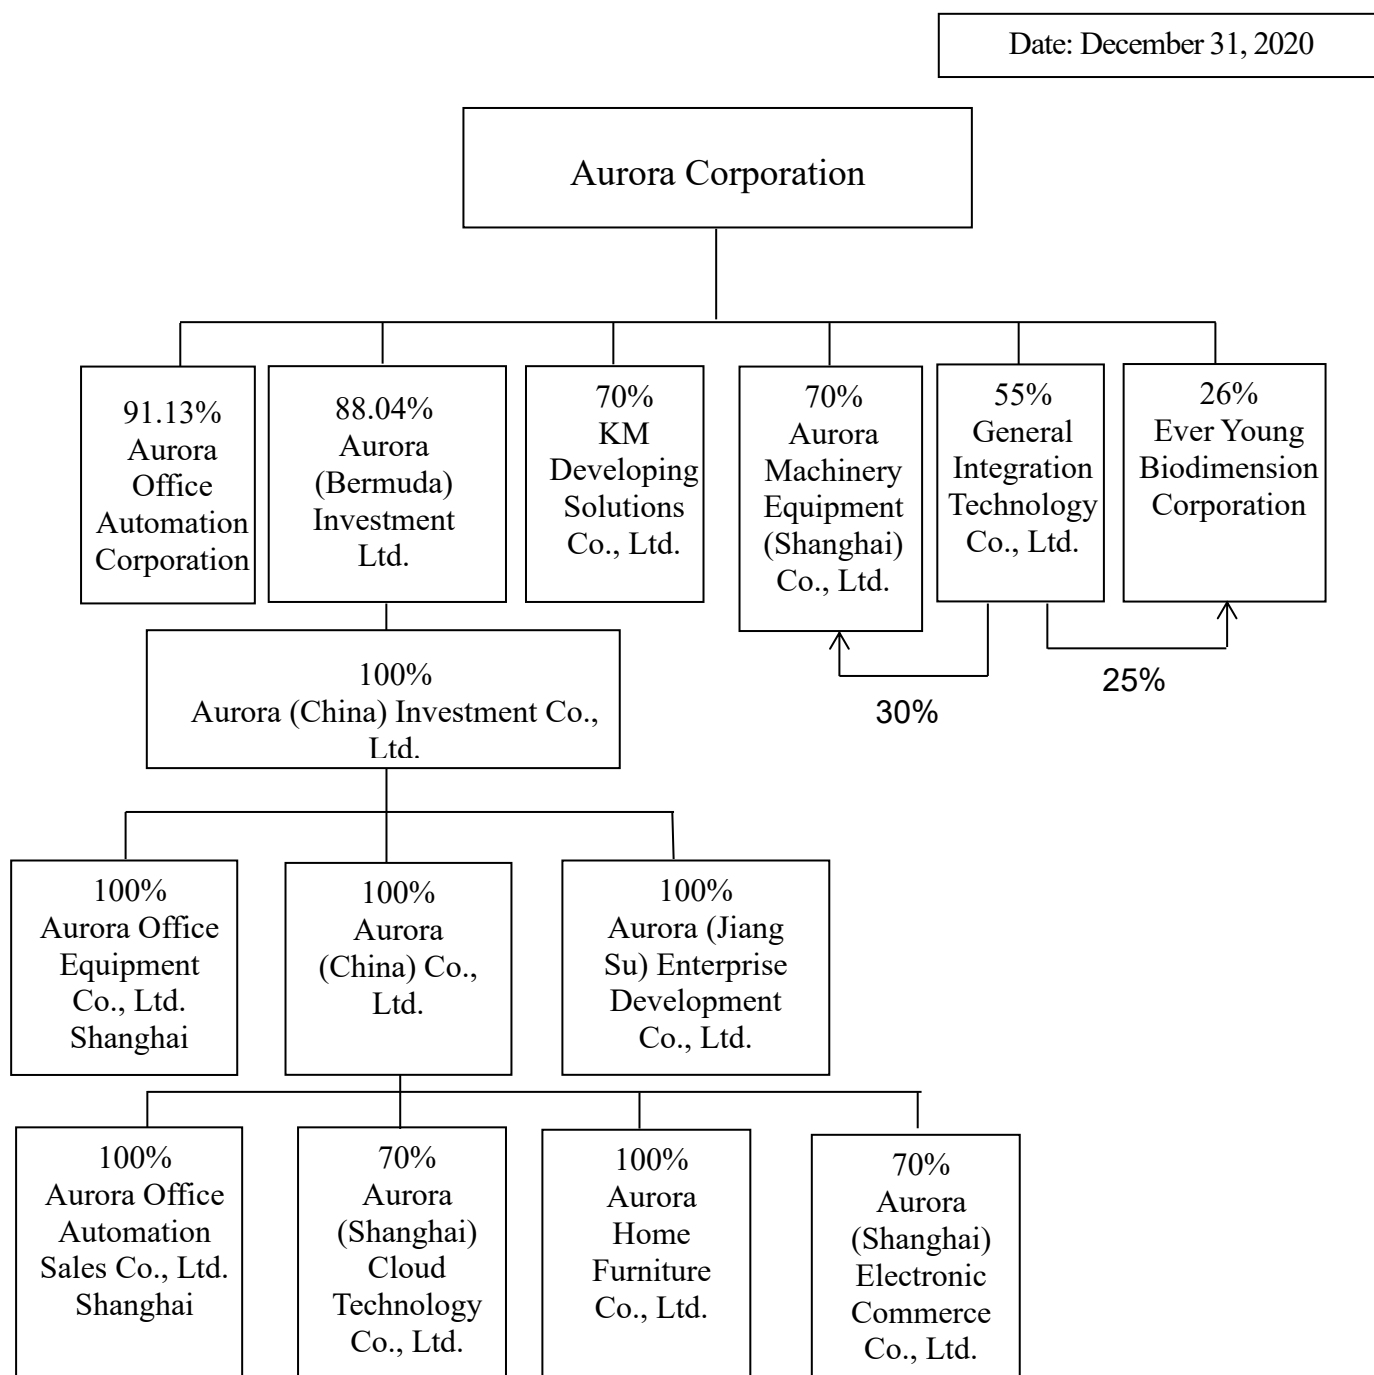 Date: December 31, 2020
Aurora Corporation
91.13%
Aurora
Office
Automation
Corporation
88.04%
Aurora
(Bermuda)
Investment
Ltd.
70%
KM
Developing
Solutions
Co., Ltd.
70%
Aurora
Machinery
Equipment
(Shanghai)
Co., Ltd.
55%
General
Integration
Technology
Co., Ltd.
26%
Ever Young
Biodimension
Corporation
30%
25%
100%
Aurora (China) Investment Co.,
Ltd.
100%
Aurora Office
Equipment
Co., Ltd.
Shanghai
100%
Aurora
(China) Co.,
Ltd.
100%
Aurora (Jiang
Su) Enterprise
Development
Co., Ltd.
100%
Aurora Office
Automation
Sales Co., Ltd.
Shanghai
70%
Aurora
(Shanghai)
Cloud
Technology
Co., Ltd.
100%
Aurora
Home
Furniture
Co., Ltd.
70%
Aurora
(Shanghai)
Electronic
Commerce
Co., Ltd.